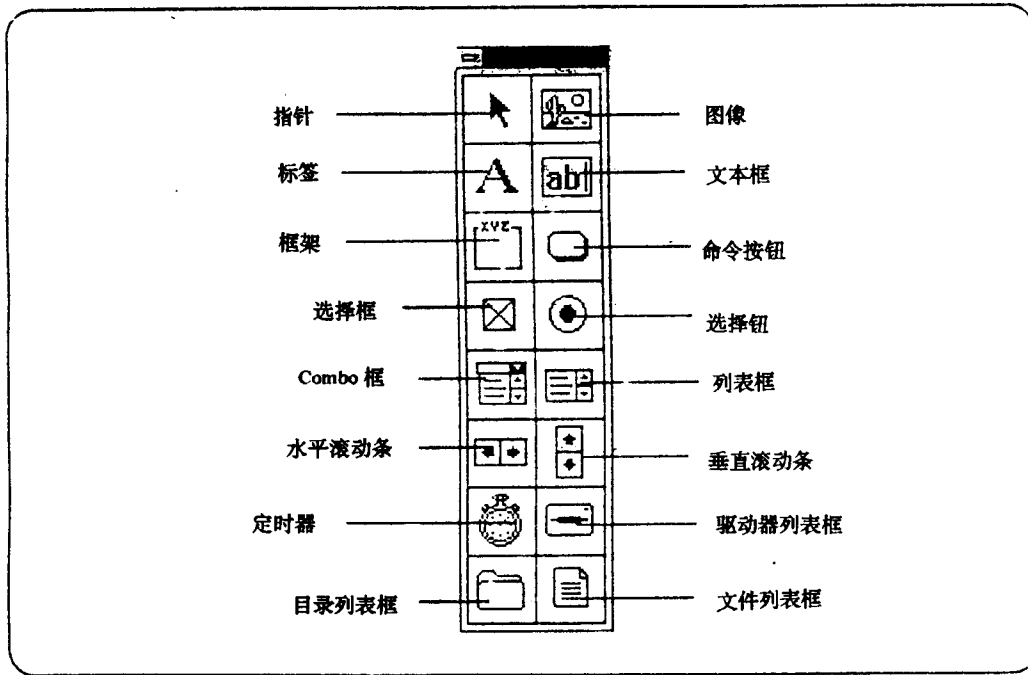 指针
图像
标签
A
ab
文本框
框架
XYZ
命令按钮
选择框
选择钮
Combo 框
列表框
水平滚动条
垂直滚动条
定时器
驱动器列表框
目录列表框
文件列表框